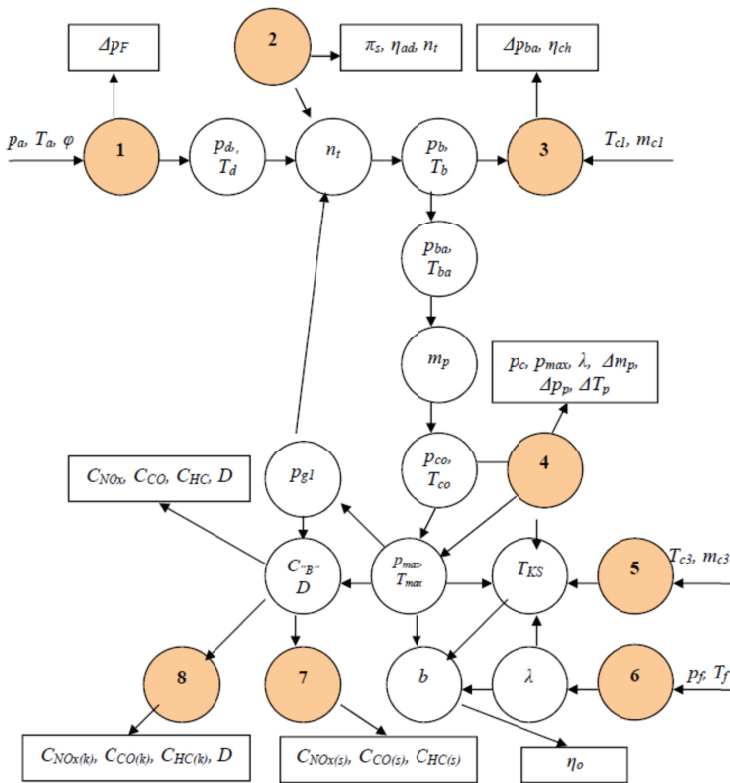 Δp_F
2
π_s, η_ad, n_t
Δp_ba, η_ch
p_a, T_a, φ
1
p_d,,
T_d
n_t
p_b,
T_b
3
T_c1, m_c1
p_ba,
T_ba
m_p
p_c, p_max, λ, Δm_p,
Δp_p, ΔT_p
C_NOx, C_CO, C_HC, D
p_g1
p_co,
T_co
4
C_"B"
D
p_max,
T_max
T_KS
5
T_c3, m_c3
8
7
b
λ
6
p_f, T_f
C_NOx(k), C_CO(k), C_HC(k), D
C_NOx(s), C_CO(s), C_HC(s)
η_o